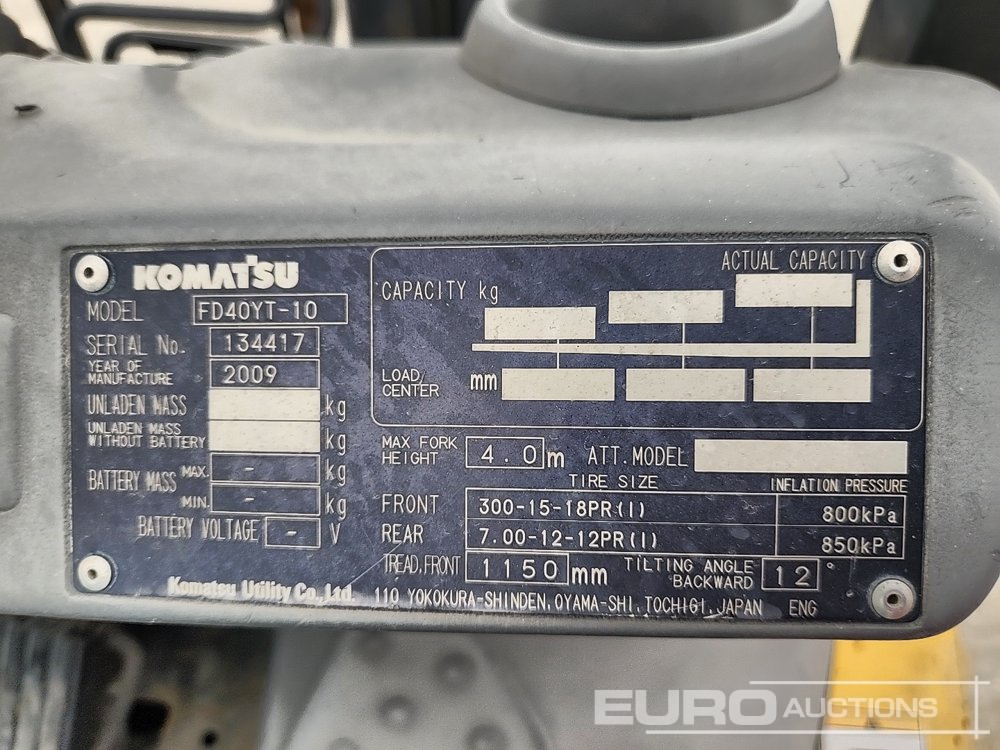 KOMATSU
MODEL FD40YT-10
SERIAL No. 134417
YEAR OF
MANUFACTURE 2009
UNLADEN MASS kg
UNLADEN MASS
WITHOUT BATTERY kg
BATTERY MASS MAX. - kg
MIN. - kg
BATTERY VOLTAGE - V
ACTUAL CAPACITY
CAPACITY kg
LOAD
CENTER mm
MAX FORK
HEIGHT 4.0 m ATT. MODEL
TIRE SIZE INFLATION PRESSURE
FRONT 300-15-18PR(I) 800kPa
REAR 7.00-12-12PR(I) 850kPa
TREAD, FRONT 1150 mm TILTING ANGLE
BACKWARD 12 °
Komatsu Utility Co., Ltd. 110 YOKOKURA-SHINDEN, OYAMA-SHI, TOCHIGI, JAPAN ENG
EURO AUCTIONS